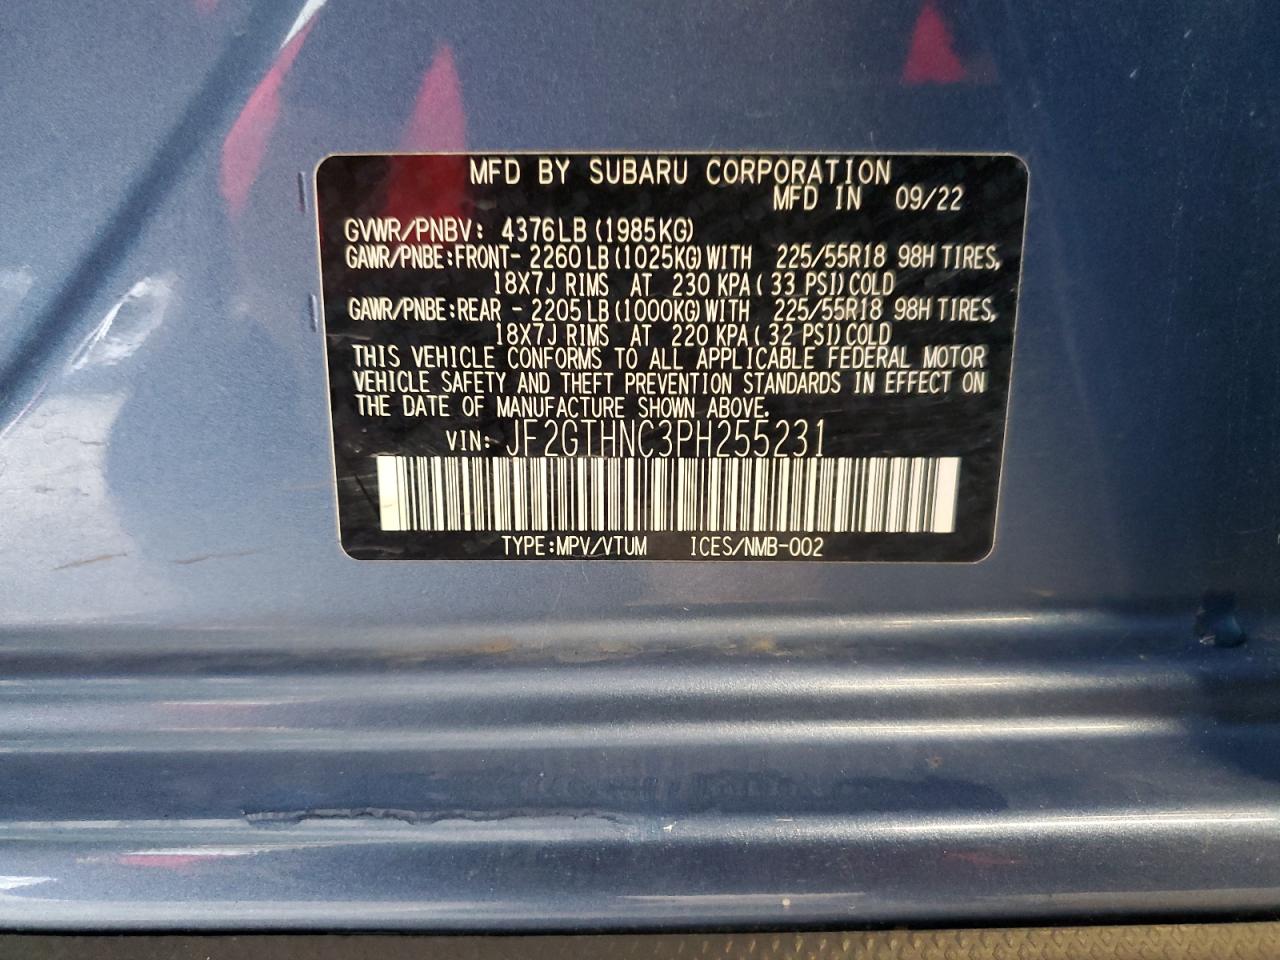 MFD BY SUBARU CORPORATION
MFD IN 09/22
GVWR/PNBV: 4376LB (1985KG)
GAWR/PNBE:FRONT- 2260LB (1025KG) WITH 225/55R18 98H TIRES,
18X7J RIMS AT 230 KPA ( 33 PSI) COLD
GAWR/PNBE:REAR - 2205LB (1000KG) WITH 225/55R18 98H TIRES,
18X7J RIMS AT 220 KPA ( 32 PSI) COLD
THIS VEHICLE CONFORMS TO ALL APPLICABLE FEDERAL MOTOR
VEHICLE SAFETY AND THEFT PREVENTION STANDARDS IN EFFECT ON
THE DATE OF MANUFACTURE SHOWN ABOVE.
VIN: JF2GTHNC3PH255231
TYPE:MPV/VTUM ICES/NMB-002